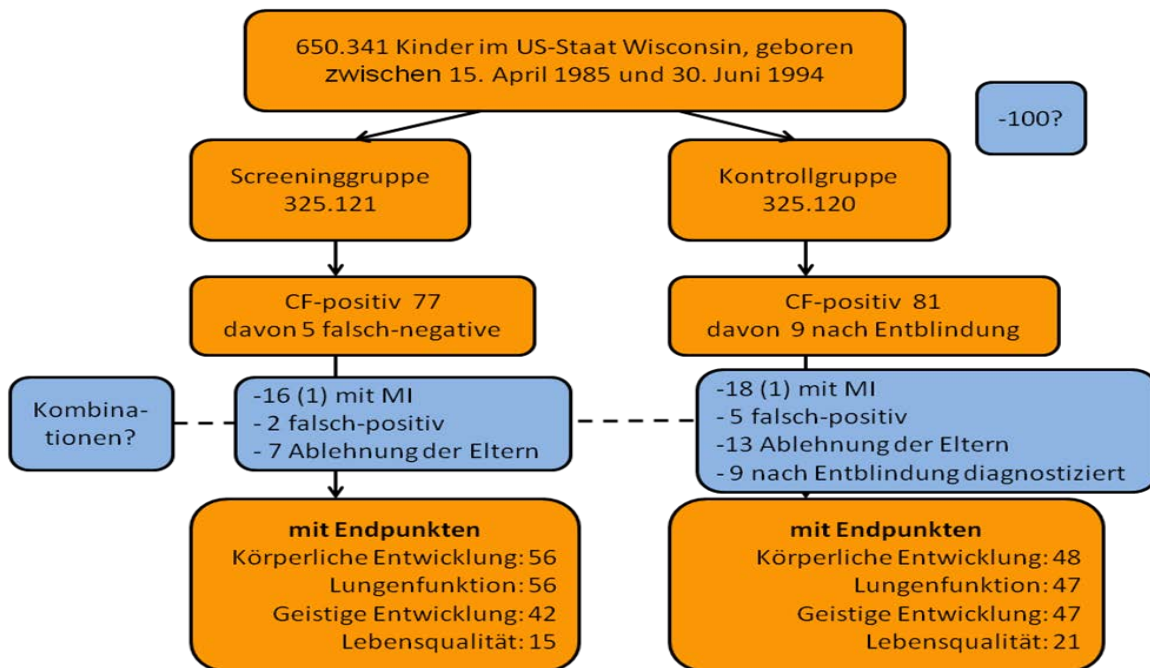 650.341 Kinder im US-Staat Wisconsin, geboren
zwischen 15. April 1985 und 30. Juni 1994
-100?
Screeninggruppe
325.121
Kontrollgruppe
325.120
CF-positiv 77
davon 5 falsch-negative
CF-positiv 81
davon 9 nach Entblindung
Kombina-
tionen?
-16 (1) mit MI
- 2 falsch-positiv
- 7 Ablehnung der Eltern
-18 (1) mit MI
- 5 falsch-positiv
-13 Ablehnung der Eltern
- 9 nach Entblindung diagnostiziert
mit Endpunkten
Körperliche Entwicklung: 56
Lungenfunktion: 56
Geistige Entwicklung: 42
Lebensqualität: 15
mit Endpunkten
Körperliche Entwicklung: 48
Lungenfunktion: 47
Geistige Entwicklung: 47
Lebensqualität: 21